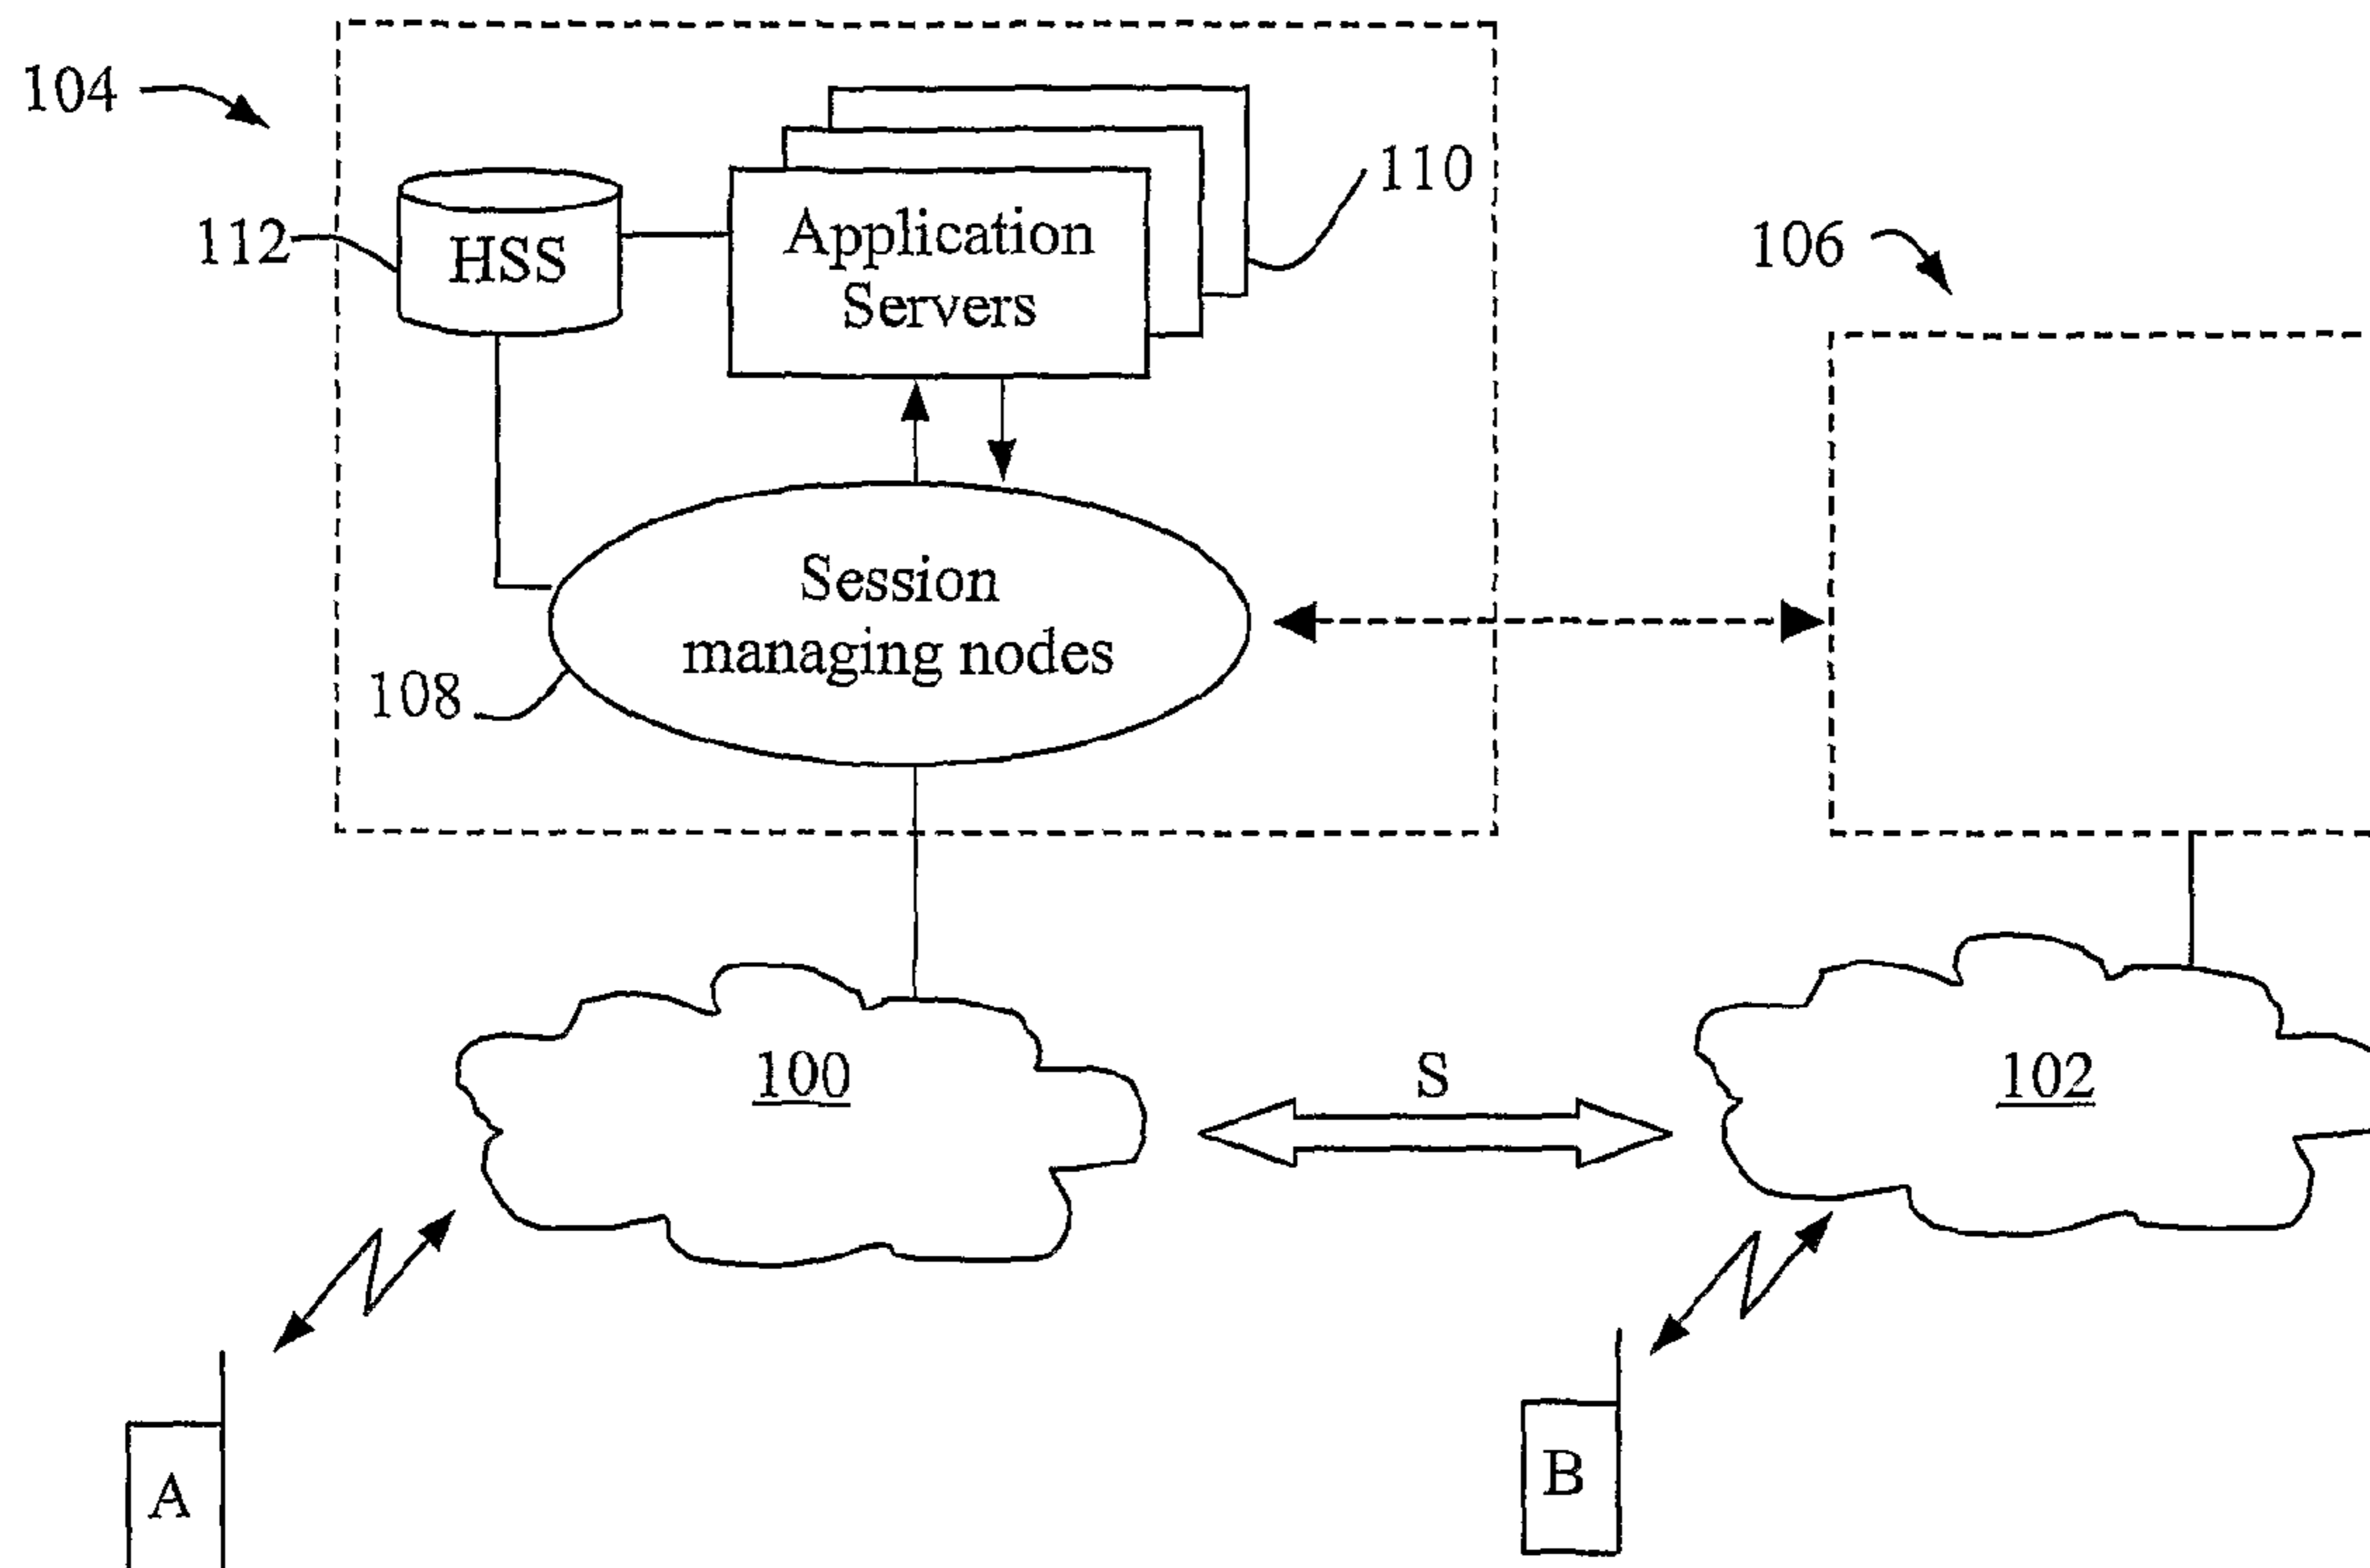 104
110
112
HSS
Application
Servers
106
Session
managing nodes
108
100
S
102
A
B